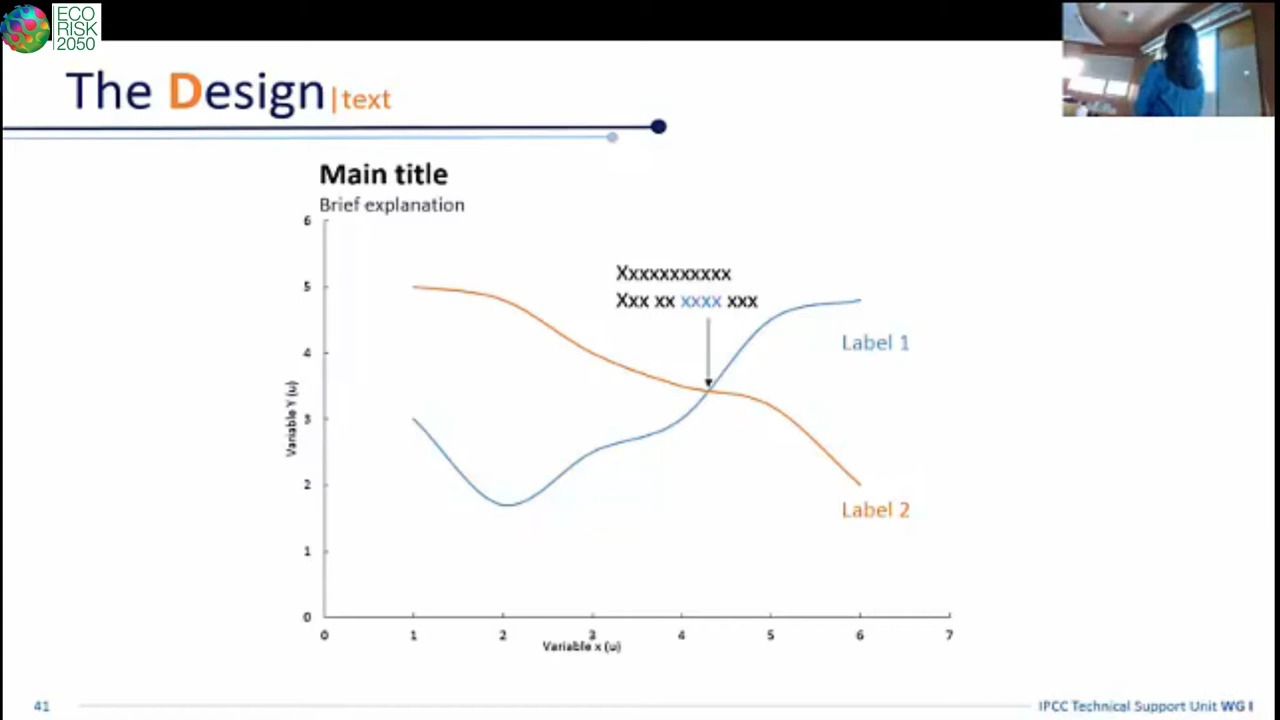 ECO
RISK
2050
The Design|text
Main title
Brief explanation
6
5
4
3
2
1
0
Variable Y (u)
Xxxxxxxxxxx
Xxx xx xxxx xxx
Label 1
Label 2
0 1 2 3 4 5 6 7
Variable x (u)
41
IPCC Technical Support Unit WG I